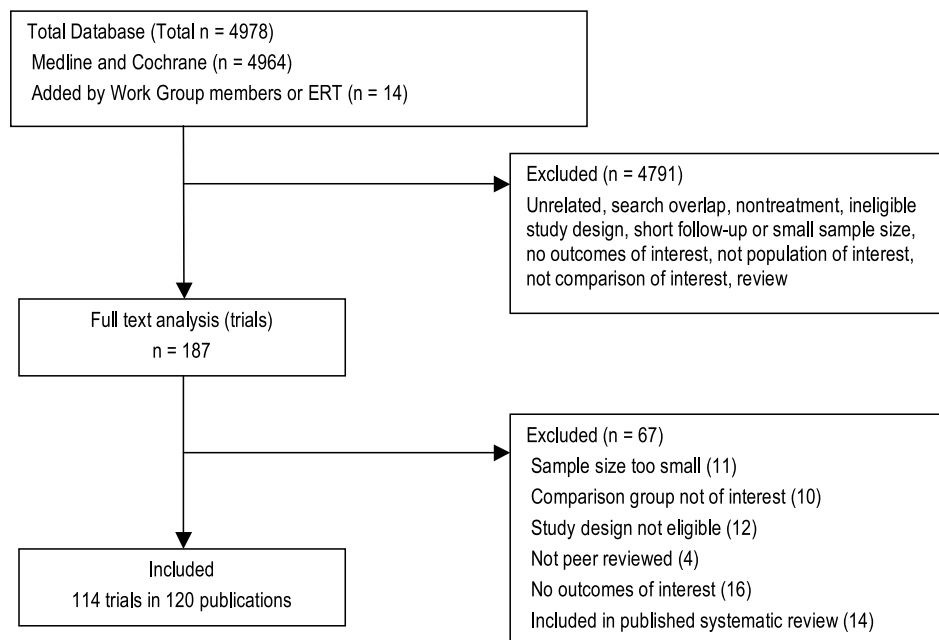 Total Database (Total n = 4978)
Medline and Cochrane (n = 4964)
Added by Work Group members or ERT (n = 14)
Excluded (n = 4791)
Unrelated, search overlap, nontreatment, ineligible
study design, short follow-up or small sample size,
no outcomes of interest, not population of interest,
not comparison of interest, review
Full text analysis (trials)
n = 187
Excluded (n = 67)
Sample size too small (11)
Comparison group not of interest (10)
Study design not eligible (12)
Not peer reviewed (4)
No outcomes of interest (16)
Included in published systematic review (14)
Included
114 trials in 120 publications